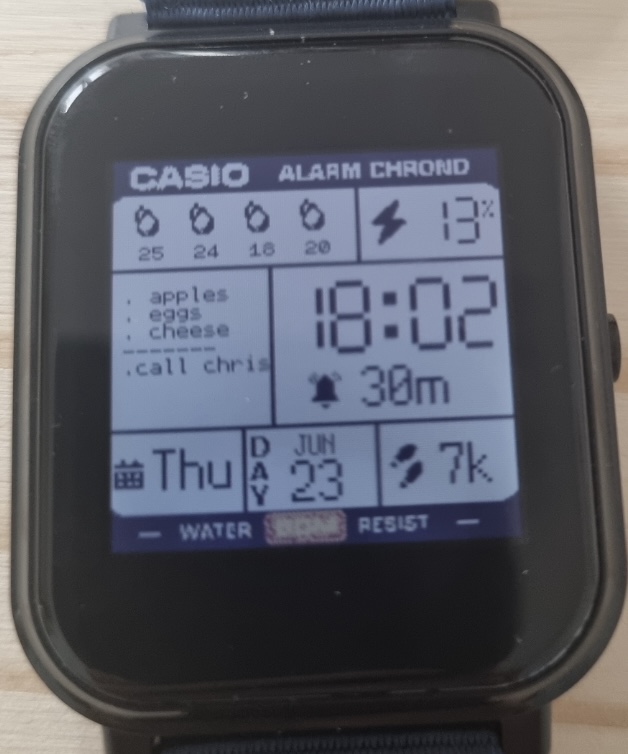 CASIO ALARM CHRONO
25 24 18 20
13%
. apples
. eggs
. cheese
-------
.call chris
18:02
30m
Thu
DAY
JUN
23
7k
— WATER 50M RESIST —